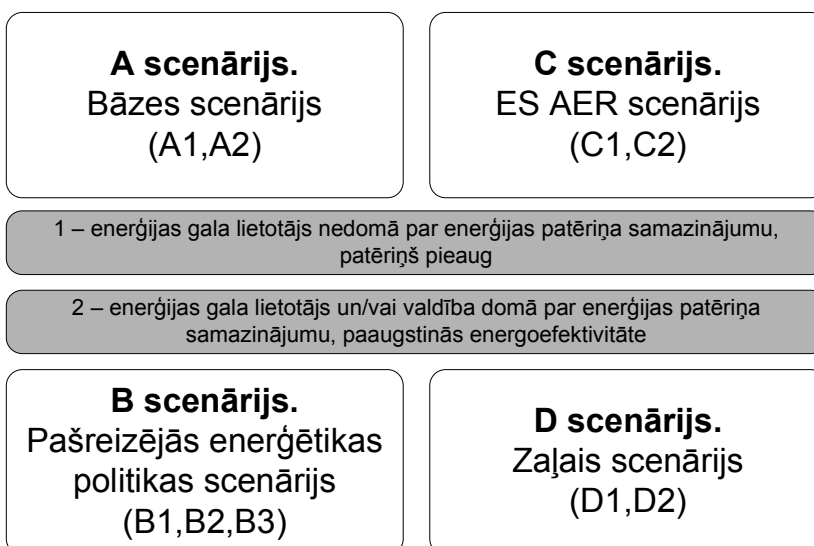 A scenārijs.
Bāzes scenārijs
(A1,A2)
C scenārijs.
ES AER scenārijs
(C1,C2)
1 – enerģijas gala lietotājs nedomā par enerģijas patēriņa samazinājumu,
patēriņš pieaug
2 – enerģijas gala lietotājs un/vai valdība domā par enerģijas patēriņa
samazinājumu, paaugstinās energoefektivitāte
B scenārijs.
Pašreizējās enerģētikas
politikas scenārijs
(B1,B2,B3)
D scenārijs.
Zaļais scenārijs
(D1,D2)